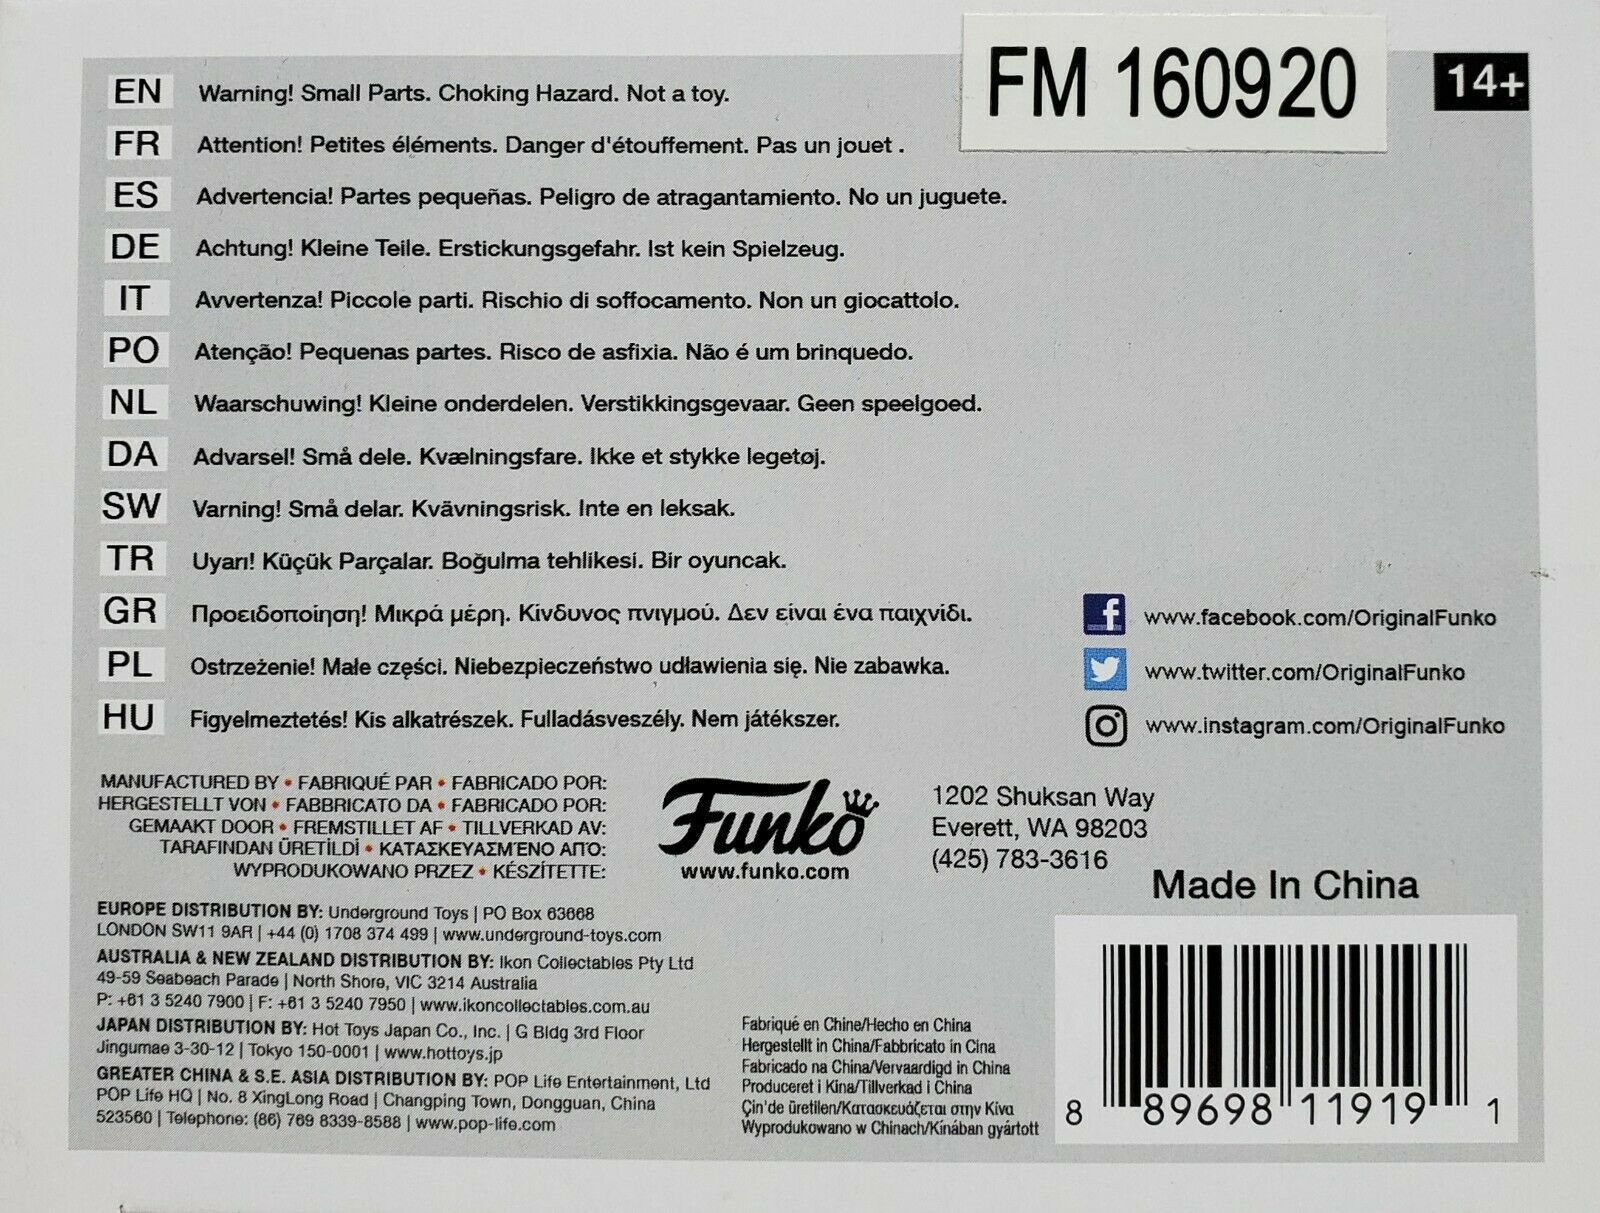 FM 160920
14+
EN Warning! Small Parts. Choking Hazard. Not a toy.
FR Attention! Petites éléments. Danger d'étouffement. Pas un jouet .
ES Advertencia! Partes pequeñas. Peligro de atragantamiento. No un juguete.
DE Achtung! Kleine Teile. Erstickungsgefahr. Ist kein Spielzeug.
IT Avvertenza! Piccole parti. Rischio di soffocamento. Non un giocattolo.
PO Atenção! Pequenas partes. Risco de asfixia. Não é um brinquedo.
NL Waarschuwing! Kleine onderdelen. Verstikkingsgevaar. Geen speelgoed.
DA Advarsel! Små dele. Kvælningsfare. Ikke et stykke legetøj.
SW Varning! Små delar. Kvävningsrisk. Inte en leksak.
TR Uyarı! Küçük Parçalar. Boğulma tehlikesi. Bir oyuncak.
GR Προειδοποίηση! Μικρά μέρη. Κίνδυνος πνιγμού. Δεν είναι ένα παιχνίδι.
PL Ostrzeżenie! Małe części. Niebezpieczeństwo udławienia się. Nie zabawka.
HU Figyelmeztetés! Kis alkatrészek. Fulladásveszély. Nem játékszer.
www.facebook.com/OriginalFunko
www.twitter.com/OriginalFunko
www.instagram.com/OriginalFunko
MANUFACTURED BY • FABRIQUÉ PAR • FABRICADO POR:
HERGESTELLT VON • FABBRICATO DA • FABRICADO POR:
GEMAAKT DOOR • FREMSTILLET AF • TILLVERKAD AV:
TARAFINDAN ÜRETİLDİ • ΚΑΤΑΣΚΕΥΑΣΜΈΝΟ ΑΠΌ:
WYPRODUKOWANO PRZEZ • KÉSZÍTETTE:
Funko
www.funko.com
1202 Shuksan Way
Everett, WA 98203
(425) 783-3616
Made In China
EUROPE DISTRIBUTION BY: Underground Toys | PO Box 63668
LONDON SW11 9AR | +44 (0) 1708 374 499 | www.underground-toys.com
AUSTRALIA & NEW ZEALAND DISTRIBUTION BY: Ikon Collectables Pty Ltd
49-59 Seabeach Parade | North Shore, VIC 3214 Australia
P: +61 3 5240 7900 | F: +61 3 5240 7950 | www.ikoncollectables.com.au
JAPAN DISTRIBUTION BY: Hot Toys Japan Co., Inc. | G Bldg 3rd Floor
Jingumae 3-30-12 | Tokyo 150-0001 | www.hottoys.jp
GREATER CHINA & S.E. ASIA DISTRIBUTION BY: POP Life Entertainment, Ltd
POP Life HQ | No. 8 XingLong Road | Changping Town, Dongguan, China
523560 | Telephone: (86) 769 8339-8588 | www.pop-life.com
Fabriqué en Chine/Hecho en China
Hergestellt in China/Fabbricato in Cina
Fabricado na China/Vervaardigd in China
Produceret i Kina/Tillverkad i China
Çin'de üretilen/Κατασκευάζεται στην Κίνα
Wyprodukowano w Chinach/Kínában gyártott
8 89698 11919 1